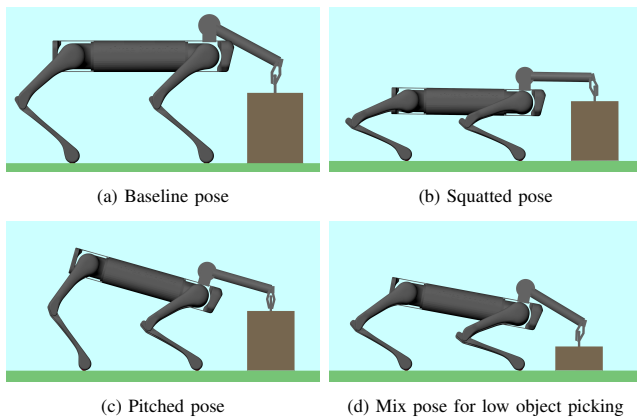 (a) Baseline pose
(b) Squatted pose
(c) Pitched pose
(d) Mix pose for low object picking